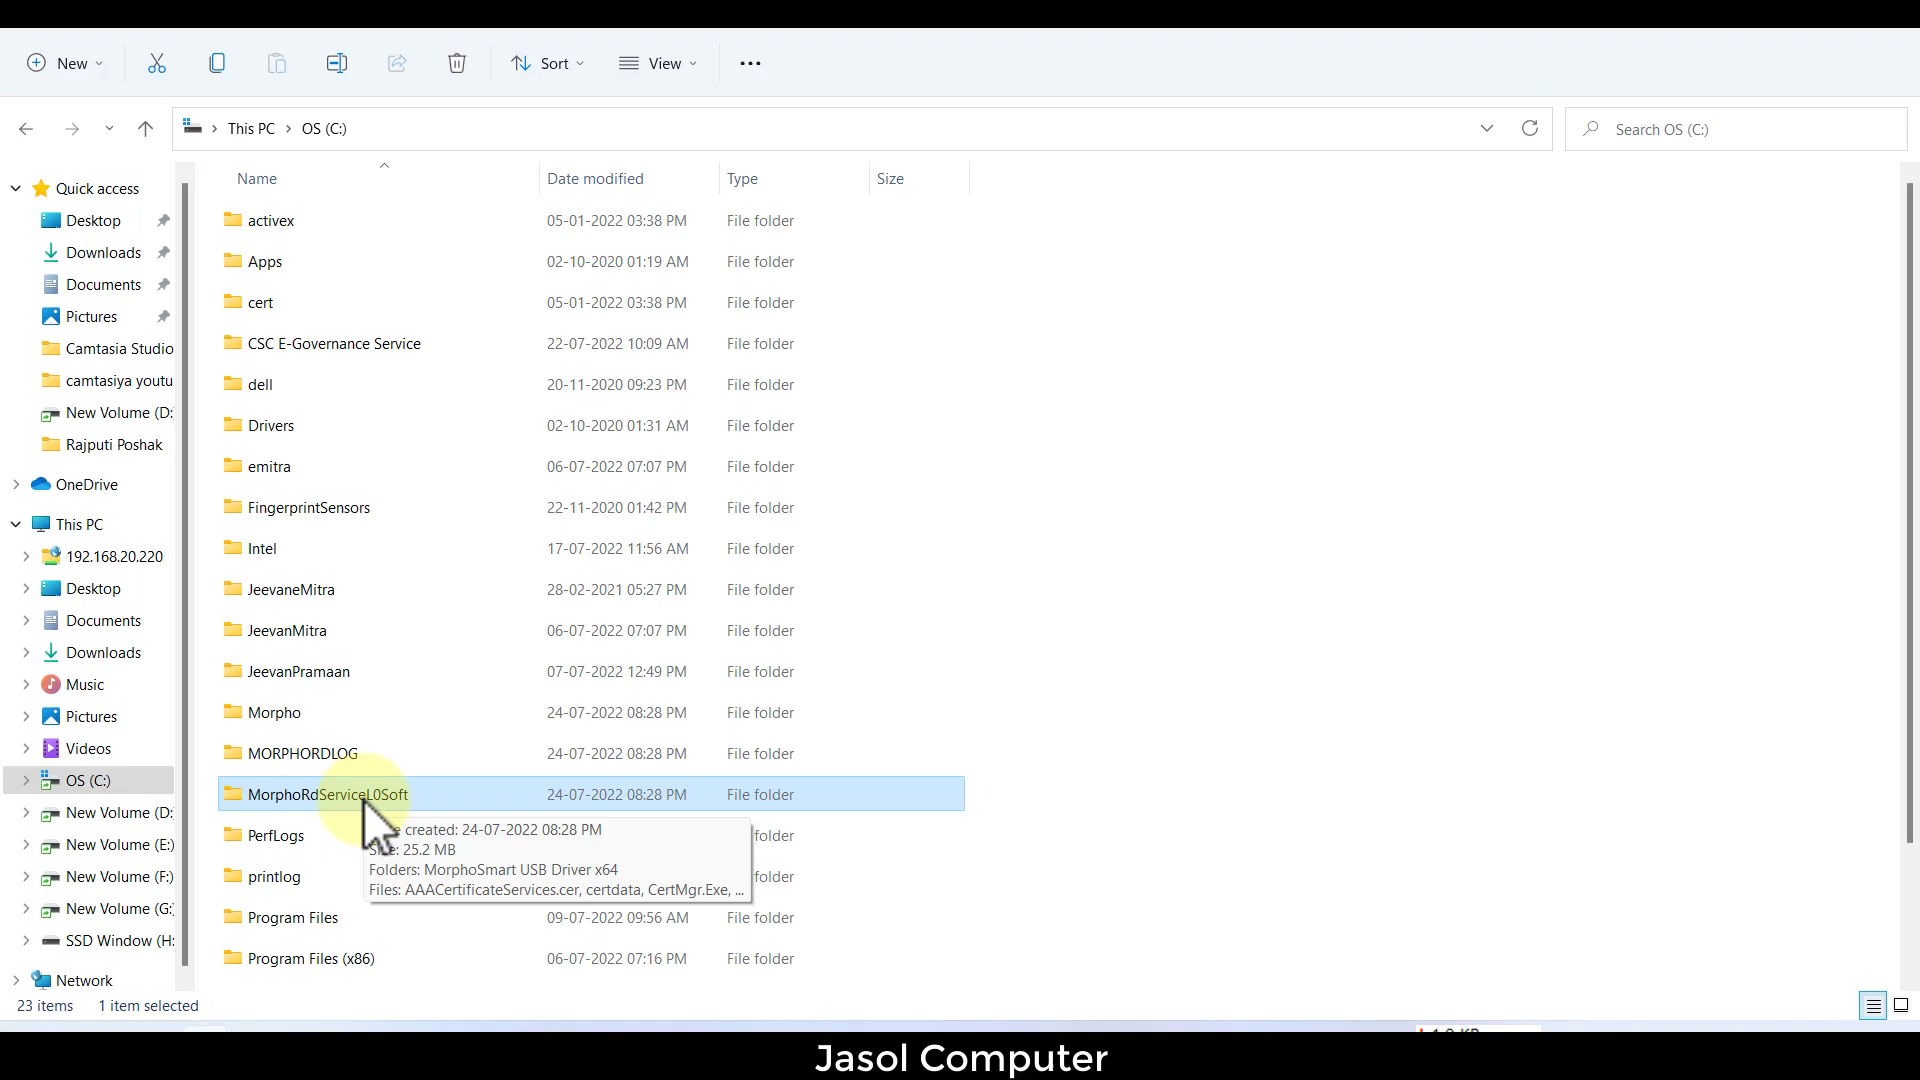 New
Sort
View
This PC
OS (C:)
Search OS (C:)
Quick access
Desktop
Downloads
Documents
Pictures
Camtasia Studio
camtasiya youtu
New Volume (D:
Rajputi Poshak
OneDrive
This PC
192.168.20.220
Desktop
Documents
Downloads
Music
Pictures
Videos
OS (C:)
New Volume (D:
New Volume (E:)
New Volume (F:)
New Volume (G:
SSD Window (H:
Network
Name Date modified Type Size
activex 05-01-2022 03:38 PM File folder
Apps 02-10-2020 01:19 AM File folder
cert 05-01-2022 03:38 PM File folder
CSC E-Governance Service 22-07-2022 10:09 AM File folder
dell 20-11-2020 09:23 PM File folder
Drivers 02-10-2020 01:31 AM File folder
emitra 06-07-2022 07:07 PM File folder
FingerprintSensors 22-11-2020 01:42 PM File folder
Intel 17-07-2022 11:56 AM File folder
JeevaneMitra 28-02-2021 05:27 PM File folder
JeevanMitra 06-07-2022 07:07 PM File folder
JeevanPramaan 07-07-2022 12:49 PM File folder
Morpho 24-07-2022 08:28 PM File folder
MORPHORDLOG 24-07-2022 08:28 PM File folder
MorphoRdServiceL0Soft 24-07-2022 08:28 PM File folder
PerfLogs folder
printlog folder
created: 24-07-2022 08:28 PM
25.2 MB
Folders: MorphoSmart USB Driver x64
Files: AAACertificateServices.cer, certdata, CertMgr.Exe, ...
Program Files 09-07-2022 09:56 AM File folder
Program Files (x86) 06-07-2022 07:16 PM File folder
23 items 1 item selected
Jasol Computer